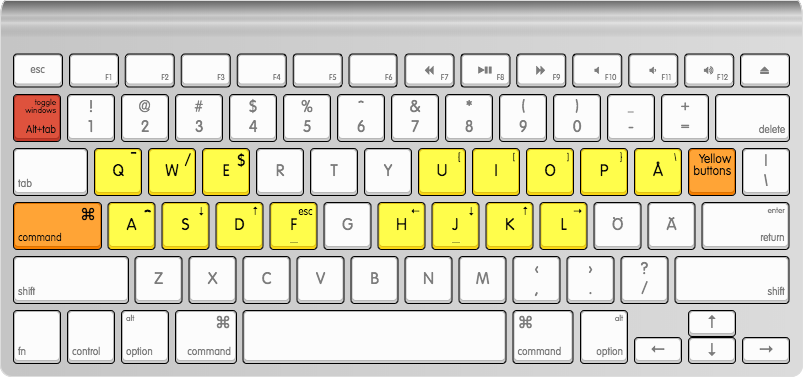 esc F1 F2 F3 F4 F5 F6 F7 F8 F9 F10 F11 F12
toggle
windows
Alt+tab
! @ # $ % ˆ & * ( ) _ +
1 2 3 4 5 6 7 8 9 0 - = delete
tab Q - W / E $ R T Y U { I [ O ] P } Å \ Yellow
buttons
|
\
⌘
command A ⌢ S ↓ D ↑ F esc _ G H ← J ↓ _ K ↑ L → Ö Ä enter
return
shift Z X C V B N M ‹ , › . ? / shift
fn control alt
option ⌘
command ⌘
command alt
option ← ↑ ↓ →